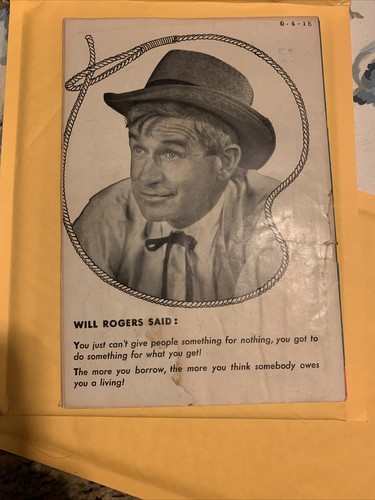 6-4-18
WILL ROGERS SAID:
You just can't give people something for nothing, you got to
do something for what you get!
The more you borrow, the more you think somebody owes
you a living!